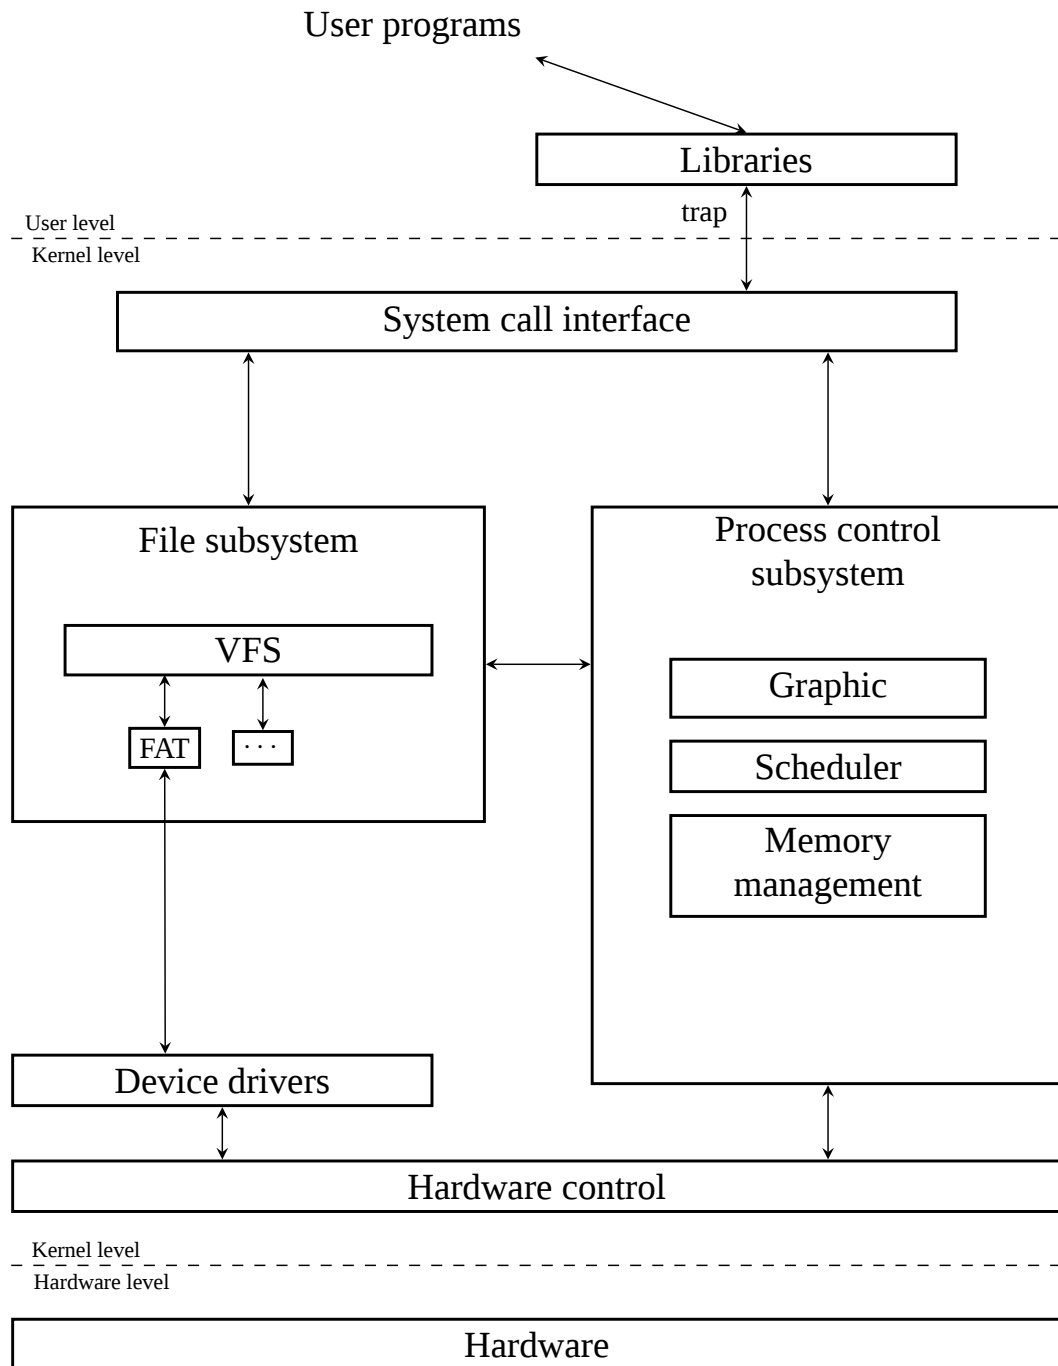 User programs
Libraries
trap
User level
Kernel level
System call interface
File subsystem
VFS
FAT
...
Process control
subsystem
Graphic
Scheduler
Memory
management
Device drivers
Hardware control
Kernel level
Hardware level
Hardware